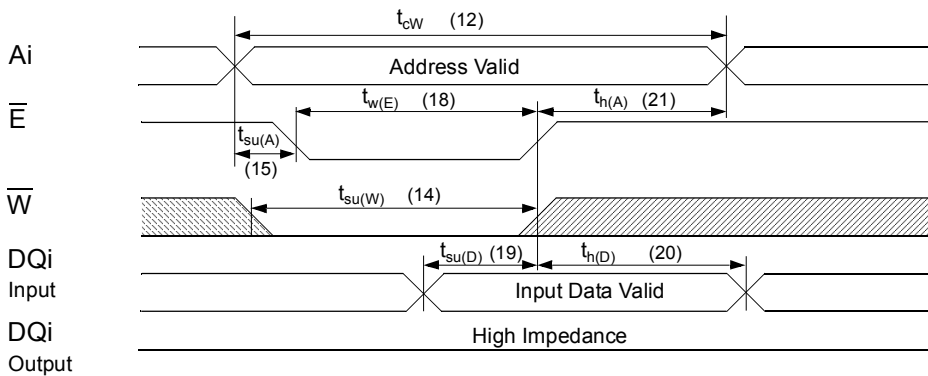 t_cW (12)
Ai
Address Valid
t_w(E) (18)
t_h(A) (21)
E̅
t_su(A)
(15)
W̅
t_su(W) (14)
DQi
Input
t_su(D) (19)
t_h(D) (20)
Input Data Valid
DQi
Output
High Impedance